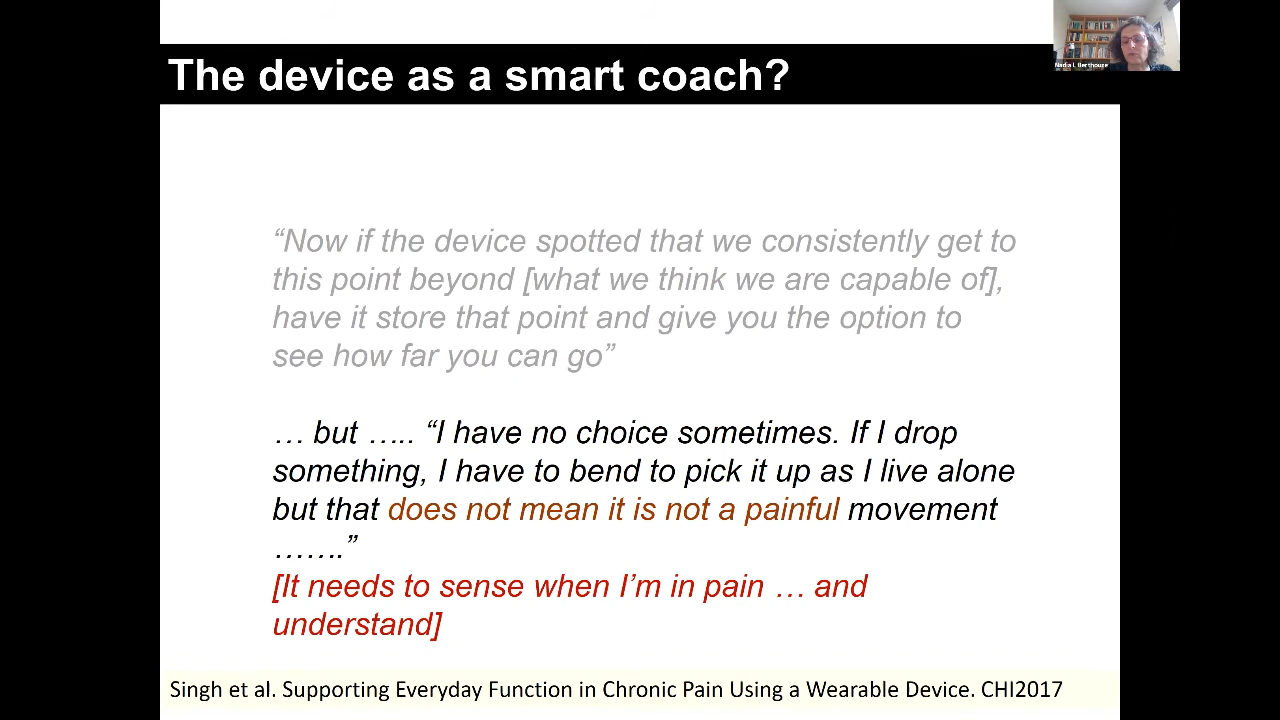 The device as a smart coach?
Nadia L Berthouze
“Now if the device spotted that we consistently get to
this point beyond [what we think we are capable of],
have it store that point and give you the option to
see how far you can go”
… but ….. “I have no choice sometimes. If I drop
something, I have to bend to pick it up as I live alone
but that does not mean it is not a painful movement
…….”
[It needs to sense when I’m in pain … and
understand]
Singh et al. Supporting Everyday Function in Chronic Pain Using a Wearable Device. CHI2017